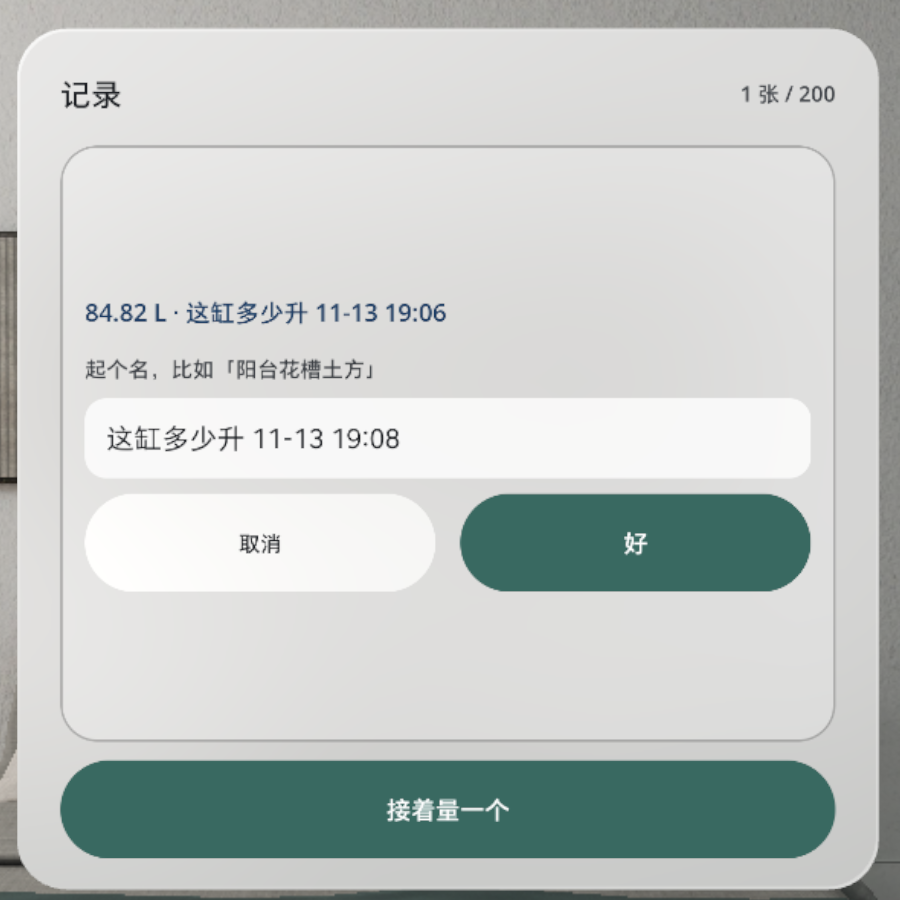 记录
1 张 / 200
84.82 L · 这缸多少升 11-13 19:06
起个名，比如「阳台花槽土方」
这缸多少升 11-13 19:08
取消
好
接着量一个